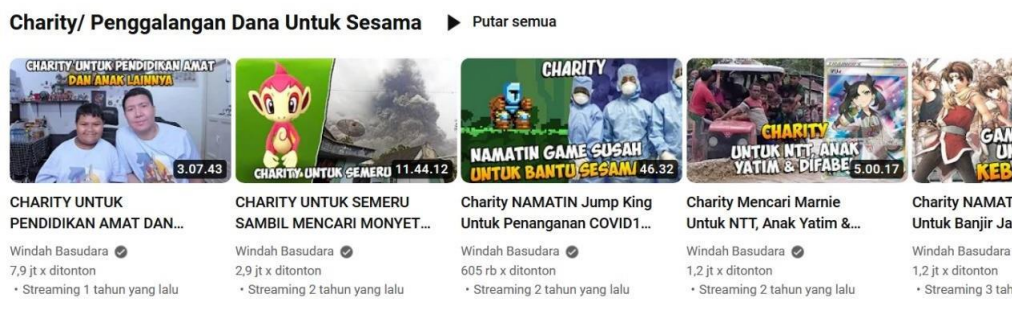 Charity/ Penggalangan Dana Untuk Sesama
Putar semua
CHARITY UNTUK PENDIDIKAN AMAT
DAN ANAK LAINNYA
3.07.43
CHARITY UNTUK SEMERU
11.44.12
CHARITY
NAMATIN GAME SUSAH
UNTUK BANTU SESAM
46.32
CHARITY
UNTUK NTT, ANAK
YATIM & DIFABE
5.00.17
GAM
UN
KEB
CHARITY UNTUK
PENDIDIKAN AMAT DAN...
Windah Basudara
7,9 jt x ditonton
• Streaming 1 tahun yang lalu
CHARITY UNTUK SEMERU
SAMBIL MENCARI MONYET...
Windah Basudara
2,9 jt x ditonton
• Streaming 2 tahun yang lalu
Charity NAMATIN Jump King
Untuk Penanganan COVID1...
Windah Basudara
605 rb x ditonton
• Streaming 2 tahun yang lalu
Charity Mencari Marnie
Untuk NTT, Anak Yatim &...
Windah Basudara
1,2 jt x ditonton
• Streaming 2 tahun yang lalu
Charity NAMAT
Untuk Banjir Ja
Windah Basudara
1,2 jt x ditonton
• Streaming 3 tah